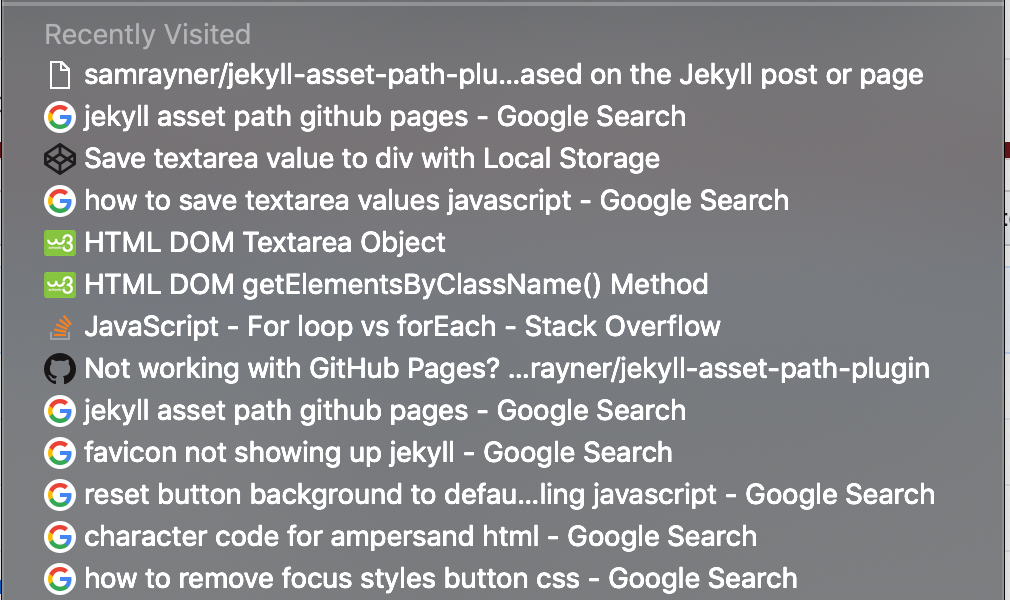 Recently Visited
samrayner/jekyll-asset-path-plu...ased on the Jekyll post or page
jekyll asset path github pages - Google Search
Save textarea value to div with Local Storage
how to save textarea values javascript - Google Search
HTML DOM Textarea Object
HTML DOM getElementsByClassName() Method
JavaScript - For loop vs forEach - Stack Overflow
Not working with GitHub Pages? ...rayner/jekyll-asset-path-plugin
jekyll asset path github pages - Google Search
favicon not showing up jekyll - Google Search
reset button background to defau...ling javascript - Google Search
character code for ampersand html - Google Search
how to remove focus styles button css - Google Search